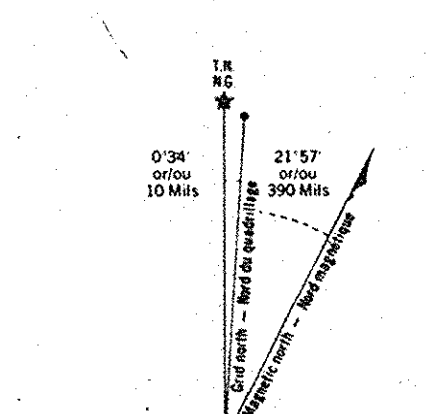 T.N.
N.G.
0°34'
or/ou
10 Mils
21°57'
or/ou
390 Mils
Grid north – Nord du quadrillage
Magnetic north – Nord magnétique